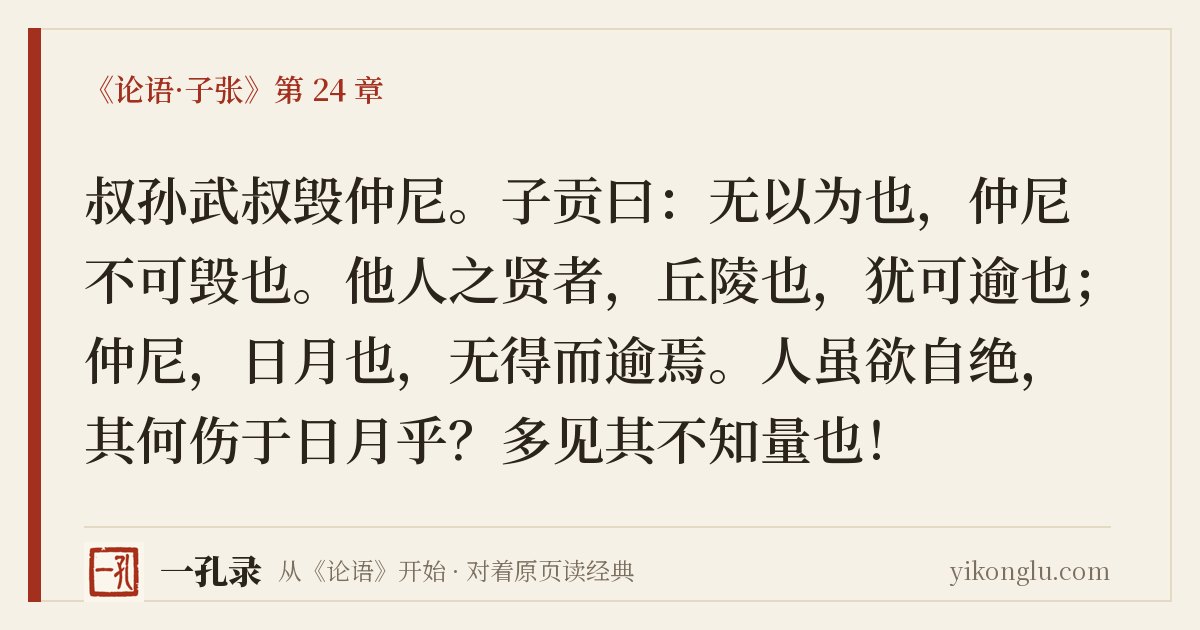 《论语·子张》第 24 章
叔孙武叔毁仲尼。子贡曰：无以为也，仲尼
不可毁也。他人之贤者，丘陵也，犹可逾也；
仲尼，日月也，无得而逾焉。人虽欲自绝，
其何伤于日月乎？多见其不知量也！
一孔
一孔录
从《论语》开始 · 对着原页读经典
yikonglu.com